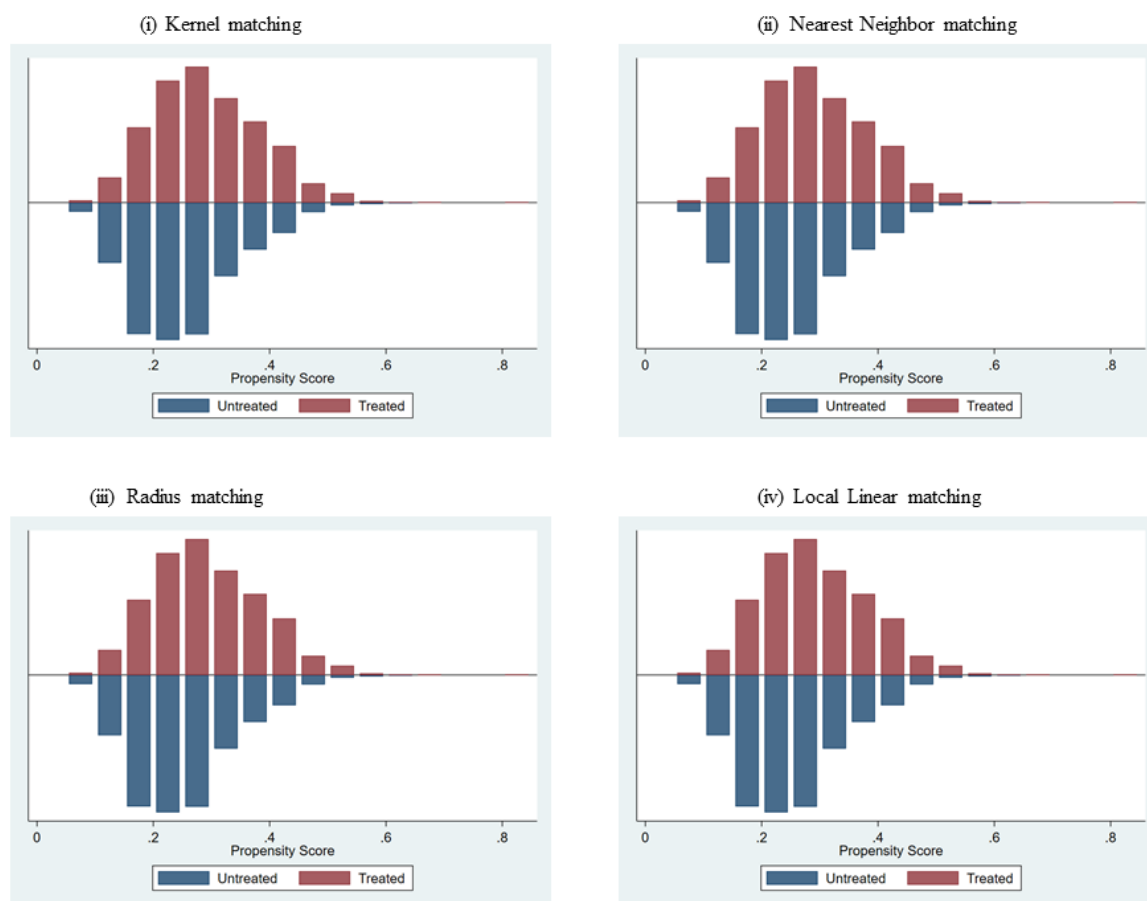 (i) Kernel matching
0 .2 .4 .6 .8
Propensity Score
Untreated Treated
(ii) Nearest Neighbor matching
0 .2 .4 .6 .8
Propensity Score
Untreated Treated
(iii) Radius matching
0 .2 .4 .6 .8
Propensity Score
Untreated Treated
(iv) Local Linear matching
0 .2 .4 .6 .8
Propensity Score
Untreated Treated